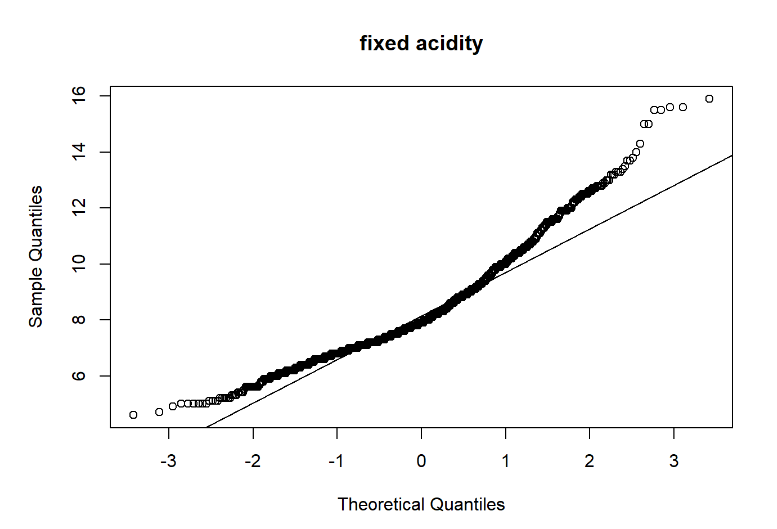 fixed acidity
Sample Quantiles
16
14
12
10
8
6
-3 -2 -1 0 1 2 3
Theoretical Quantiles